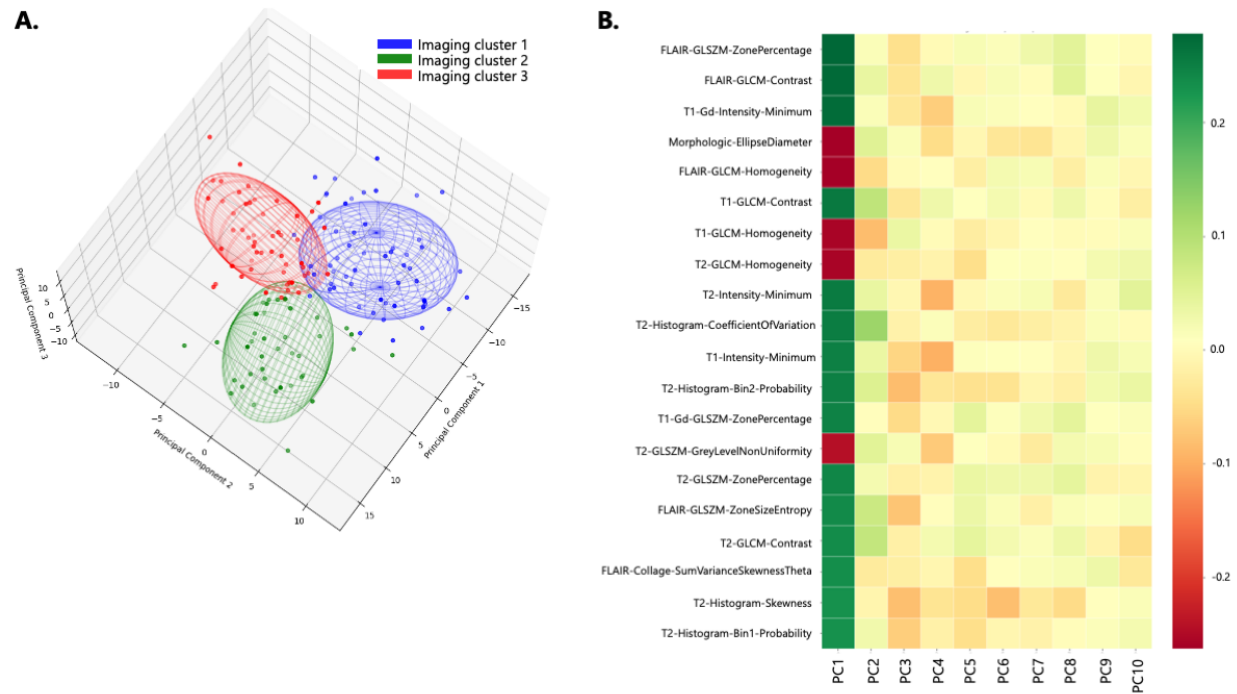 A.
Imaging cluster 1
Imaging cluster 2
Imaging cluster 3
Principal Component 3
10
5
0
−5
−10
−10
−5
0
5
10
Principal Component 2
−15
−10
−5
0
5
10
15
Principal Component 1
B.
FLAIR-GLSZM-ZonePercentage
FLAIR-GLCM-Contrast
T1-Gd-Intensity-Minimum
Morphologic-EllipseDiameter
FLAIR-GLCM-Homogeneity
T1-GLCM-Contrast
T1-GLCM-Homogeneity
T2-GLCM-Homogeneity
T2-Intensity-Minimum
T2-Histogram-CoefficientOfVariation
T1-Intensity-Minimum
T2-Histogram-Bin2-Probability
T1-Gd-GLSZM-ZonePercentage
T2-GLSZM-GreyLevelNonUniformity
T2-GLSZM-ZonePercentage
FLAIR-GLSZM-ZoneSizeEntropy
T2-GLCM-Contrast
FLAIR-Collage-SumVarianceSkewnessTheta
T2-Histogram-Skewness
T2-Histogram-Bin1-Probability
PC1
PC2
PC3
PC4
PC5
PC6
PC7
PC8
PC9
PC10
0.2
0.1
0.0
-0.1
-0.2